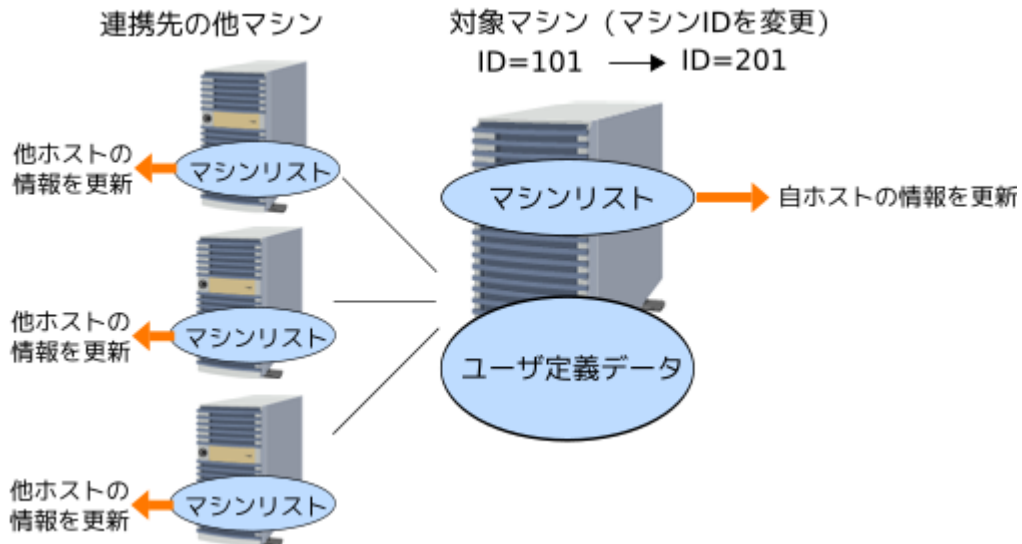 連携先の他マシン
対象マシン（マシンIDを変更）
ID=101
ID=201
他ホストの
情報を更新
マシンリスト
マシンリスト
自ホストの情報を更新
他ホストの
情報を更新
マシンリスト
ユーザ定義データ
他ホストの
情報を更新
マシンリスト